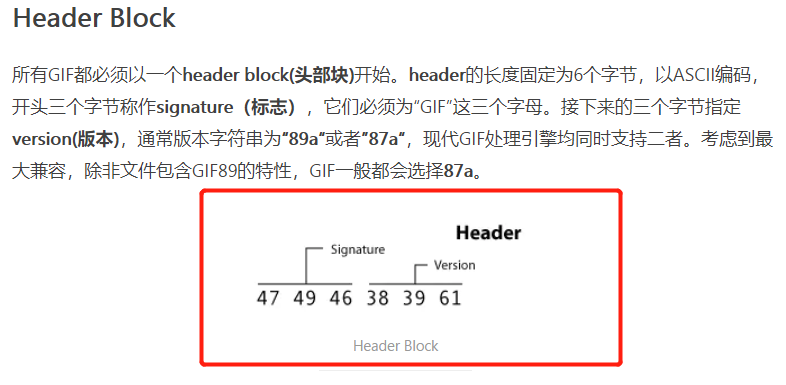 Header Block
所有GIF都必须以一个header block(头部块)开始。header的长度固定为6个字节，以ASCII编码，
开头三个字节称作signature（标志），它们必须为“GIF”这三个字母。接下来的三个字节指定
version(版本)，通常版本字符串为“89a“或者”87a“，现代GIF处理引擎均同时支持二者。考虑到最
大兼容，除非文件包含GIF89的特性，GIF一般都会选择87a。
Header
Signature
Version
47 49 46 38 39 61
Header Block